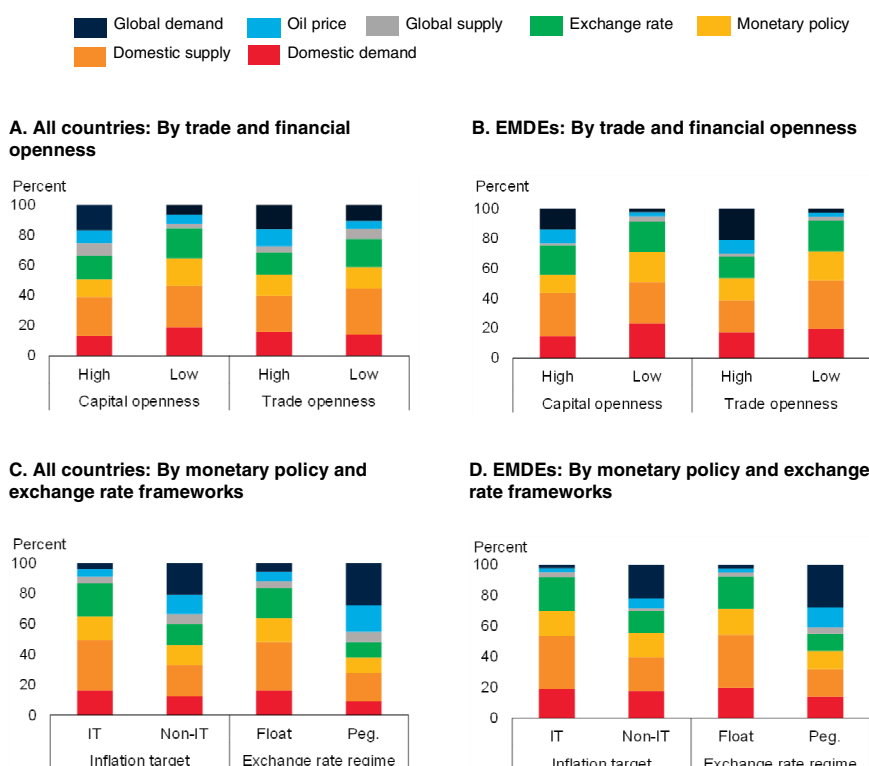 Global demand Oil price Global supply Exchange rate Monetary policy
Domestic supply Domestic demand
A. All countries: By trade and financial
openness
Percent
100
80
60
40
20
0
High Low High Low
Capital openness Trade openness
B. EMDEs: By trade and financial openness
Percent
100
80
60
40
20
0
High Low High Low
Capital openness Trade openness
C. All countries: By monetary policy and
exchange rate frameworks
Percent
100
80
60
40
20
0
IT Non-IT Float Peg.
Inflation target Exchange rate regime
D. EMDEs: By monetary policy and exchange
rate frameworks
Percent
100
80
60
40
20
0
IT Non-IT Float Peg.
Inflation target Exchange rate regime